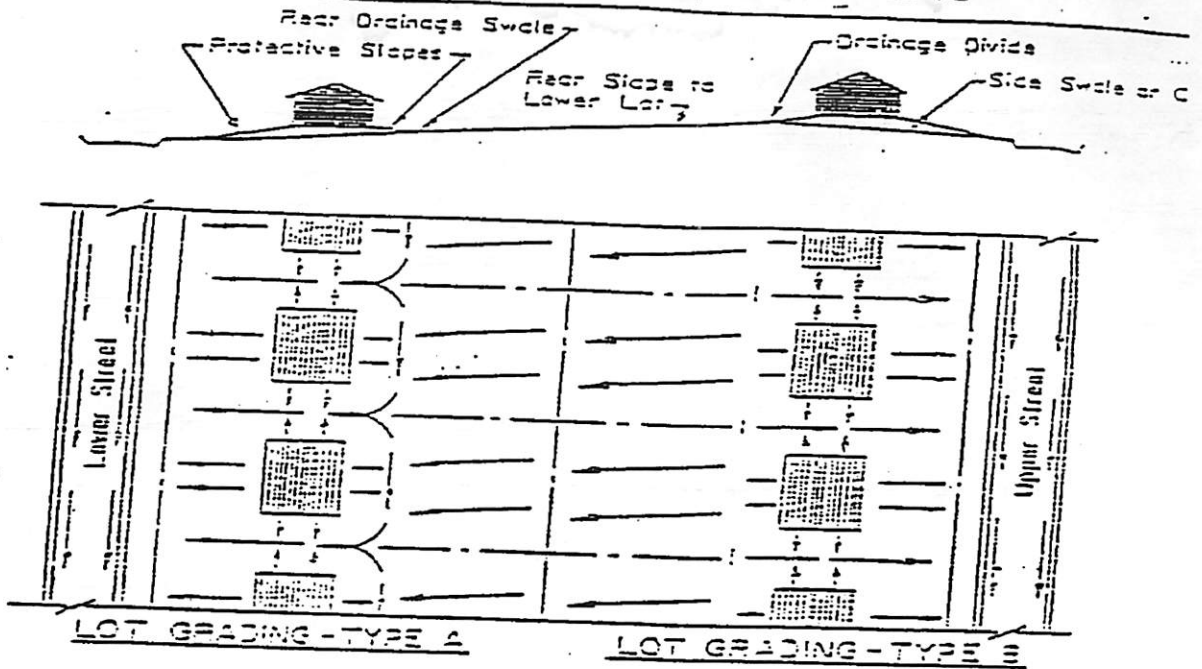 Rear Drainage Swale
Protective Slopes
Rear Slope to
Lower Lot
Drainage Divide
Side Swale or C
Lower Street
Upper Street
LOT GRADING-TYPE A
LOT GRADING-TYPE B